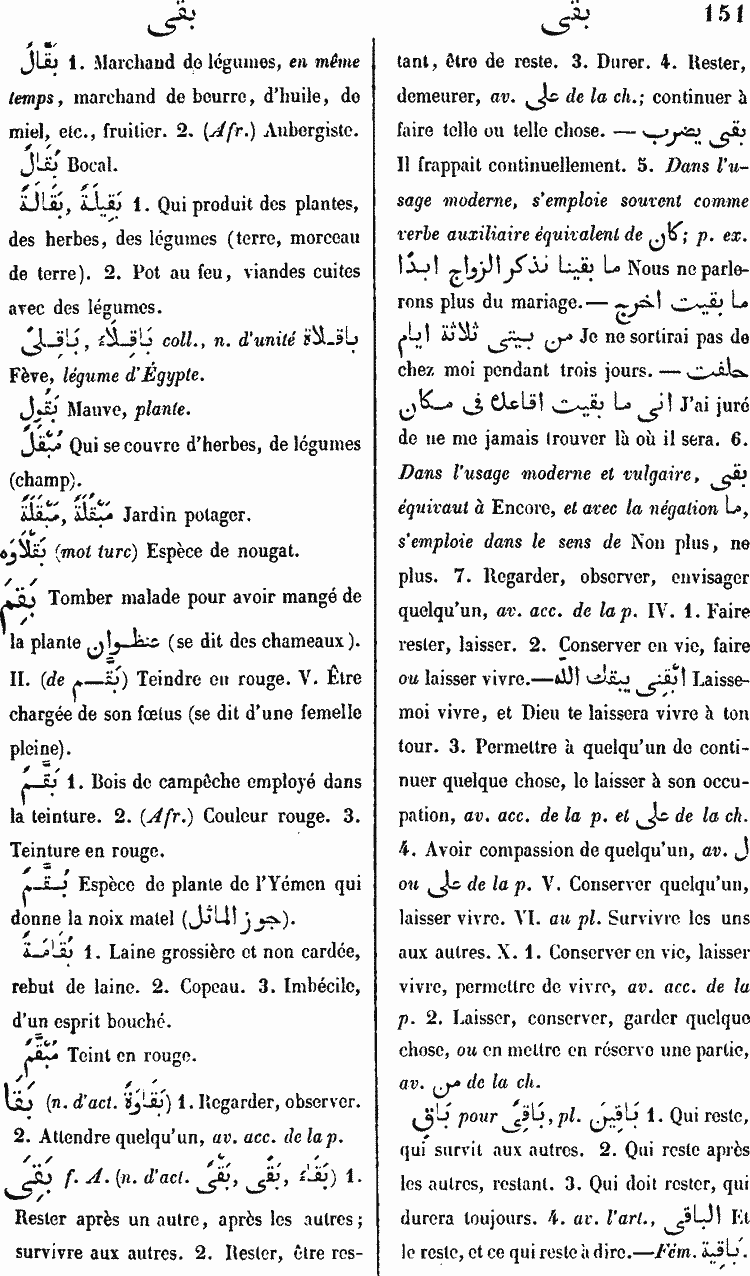 بقى
بقى
151
بَقَّالٌ 1. Marchand de légumes, en même
temps, marchand de beurre, d'huile, de
miel, etc., fruitier. 2. (Afr.) Aubergiste.
بُقَالٌ Bocal.
بَقِيلَةٌ, بَقَالَةٌ 1. Qui produit des plantes,
des herbes, des légumes (terre, morceau
de terre). 2. Pot au feu, viandes cuites
avec des légumes.
بَاقِلَّاءُ, بَاقِلَّى coll., n. d'unité باقلاة
Fève, légume d'Égypte.
بَقُولٌ Mauve, plante.
مُبْقِلٌ Qui se couvre d'herbes, de légumes
(champ).
مَبْقَلَةٌ, مَبْقُلَةٌ Jardin potager.
بَقْلَاوَه (mot turc) Espèce de nougat.
بَقِمَ Tomber malade pour avoir mangé de
la plante عنظوان (se dit des chameaux).
II. (de بَقَّم) Teindre en rouge. V. Être
chargée de son fœtus (se dit d'une femelle
pleine).
بَقَّمٌ 1. Bois de campêche employé dans
la teinture. 2. (Afr.) Couleur rouge. 3.
Teinture en rouge.
بُقَّمٌ Espèce de plante de l'Yémen qui
donne la noix matel (جوز الماثل).
بُقَامَةٌ 1. Laine grossière et non cardée,
rebut de laine. 2. Copeau. 3. Imbécile,
d'un esprit bouché.
مُبَقَّمٌ Teint en rouge.
بَقَا (n. d'act. بَقَاوَةٌ) 1. Regarder, observer.
2. Attendre quelqu'un, av. acc. de la p.
بَقِىَ f. A. (n. d'act. بَقَاءٌ, بَقْىٌ, بَقًى) 1.
Rester après un autre, après les autres;
survivre aux autres. 2. Rester, être res-
tant, être de reste. 3. Durer. 4. Rester,
demeurer, av. على de la ch.; continuer à
faire telle ou telle chose. — بقى يضرب
Il frappait continuellement. 5. Dans l'u-
sage moderne, s'emploie souvent comme
verbe auxiliaire équivalent de كان; p. ex.
ما بقينا نذكر الزواج ابدًا Nous ne parle-
rons plus du mariage.— ما بقيت اخرج
من بيتى ثلاثة ايام Je ne sortirai pas de
chez moi pendant trois jours. — حلفت
انى ما بقيت اقاعدك فى مكان J'ai juré
de ne me jamais trouver là où il sera. 6.
Dans l'usage moderne et vulgaire, بقى
équivaut à Encore, et avec la négation ما,
s'emploie dans le sens de Non plus, ne
plus. 7. Regarder, observer, envisager
quelqu'un, av. acc. de la p. IV. 1. Faire
rester, laisser. 2. Conserver en vie, faire
ou laisser vivre.—اَبْقِنى يبقك الله Laisse-
moi vivre, et Dieu te laissera vivre à ton
tour. 3. Permettre à quelqu'un de conti-
nuer quelque chose, le laisser à son occu-
pation, av. acc. de la p. et على de la ch.
4. Avoir compassion de quelqu'un, av. ل
ou على de la p. V. Conserver quelqu'un,
laisser vivre. VI. au pl. Survivre les uns
aux autres. X. 1. Conserver en vie, laisser
vivre, permettre de vivre, av. acc. de la
p. 2. Laisser, conserver, garder quelque
chose, ou en mettre en réserve une partie,
av. من de la ch.
بَاقٍ pour بَاقِىٌ, pl. بَاقِينَ 1. Qui reste,
qui survit aux autres. 2. Qui reste après
les autres, restant. 3. Qui doit rester, qui
durera toujours. 4. av. l'art., الباقى Et
le reste, et ce qui reste à dire.—Fém. بَاقِيَة.